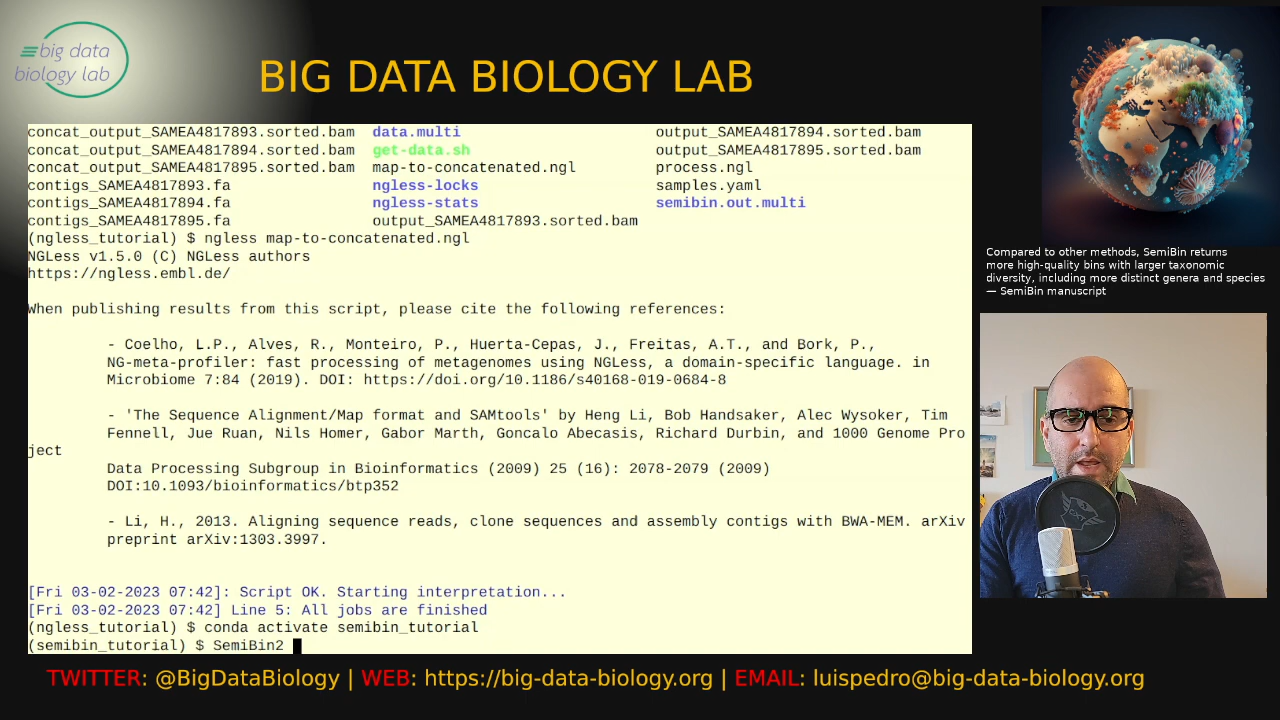 big data
biology lab
BIG DATA BIOLOGY LAB
concat_output_SAMEA4817893.sorted.bam data.multi output_SAMEA4817894.sorted.bam
concat_output_SAMEA4817894.sorted.bam get-data.sh output_SAMEA4817895.sorted.bam
concat_output_SAMEA4817895.sorted.bam map-to-concatenated.ngl process.ngl
contigs_SAMEA4817893.fa ngless-locks samples.yaml
contigs_SAMEA4817894.fa ngless-stats semibin.out.multi
contigs_SAMEA4817895.fa output_SAMEA4817893.sorted.bam
(ngless_tutorial) $ ngless map-to-concatenated.ngl
NGLess v1.5.0 (C) NGLess authors
https://ngless.embl.de/
When publishing results from this script, please cite the following references:
- Coelho, L.P., Alves, R., Monteiro, P., Huerta-Cepas, J., Freitas, A.T., and Bork, P.,
NG-meta-profiler: fast processing of metagenomes using NGLess, a domain-specific language. in
Microbiome 7:84 (2019). DOI: https://doi.org/10.1186/s40168-019-0684-8
- 'The Sequence Alignment/Map format and SAMtools' by Heng Li, Bob Handsaker, Alec Wysoker, Tim
Fennell, Jue Ruan, Nils Homer, Gabor Marth, Goncalo Abecasis, Richard Durbin, and 1000 Genome Pro
ject
Data Processing Subgroup in Bioinformatics (2009) 25 (16): 2078-2079 (2009)
DOI:10.1093/bioinformatics/btp352
- Li, H., 2013. Aligning sequence reads, clone sequences and assembly contigs with BWA-MEM. arXiv
preprint arXiv:1303.3997.
[Fri 03-02-2023 07:42]: Script OK. Starting interpretation...
[Fri 03-02-2023 07:42] Line 5: All jobs are finished
(ngless_tutorial) $ conda activate semibin_tutorial
(semibin_tutorial) $ SemiBin2
Compared to other methods, SemiBin returns
more high-quality bins with larger taxonomic
diversity, including more distinct genera and species
— SemiBin manuscript
TWITTER: @BigDataBiology | WEB: https://big-data-biology.org | EMAIL: luispedro@big-data-biology.org